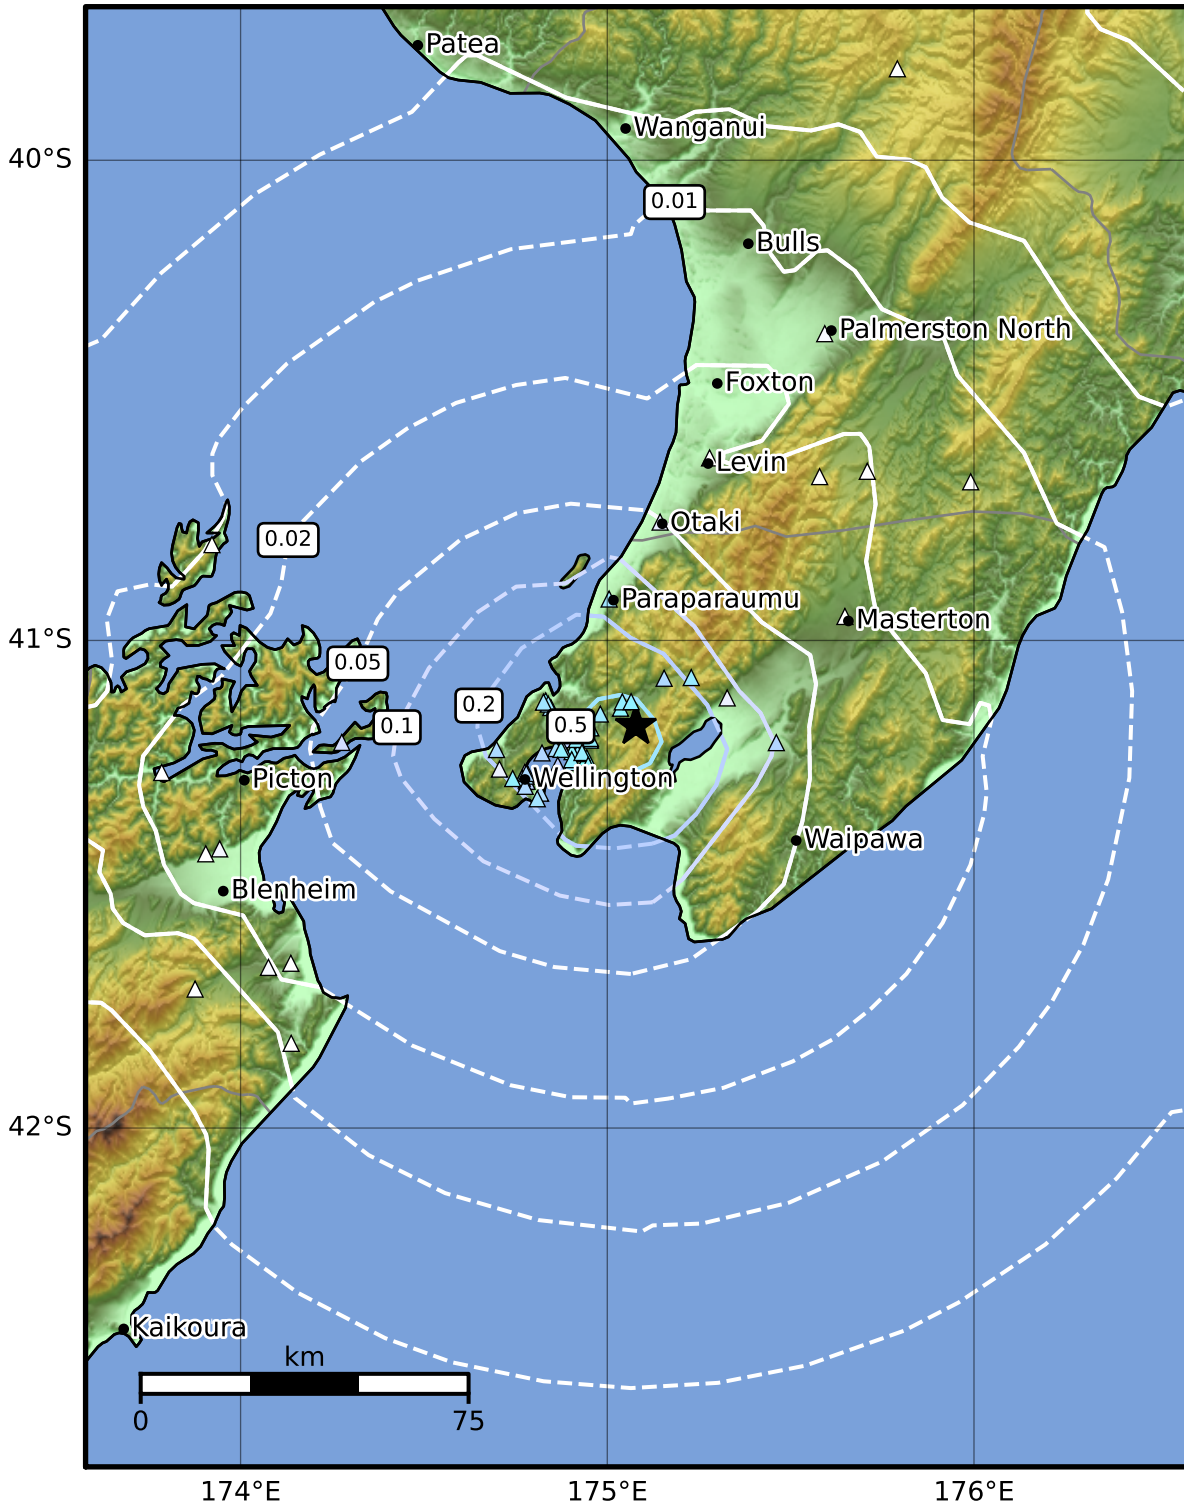 Patea
Wanganui
40°S
0.01
Bulls
Palmerston North
Foxton
Levin
Otaki
0.02
Paraparaumu
Masterton
41°S
0.05
0.2
0.1
0.5
Picton
Wellington
Waipawa
Blenheim
42°S
Kaikoura
km
0
75
174°E
175°E
176°E